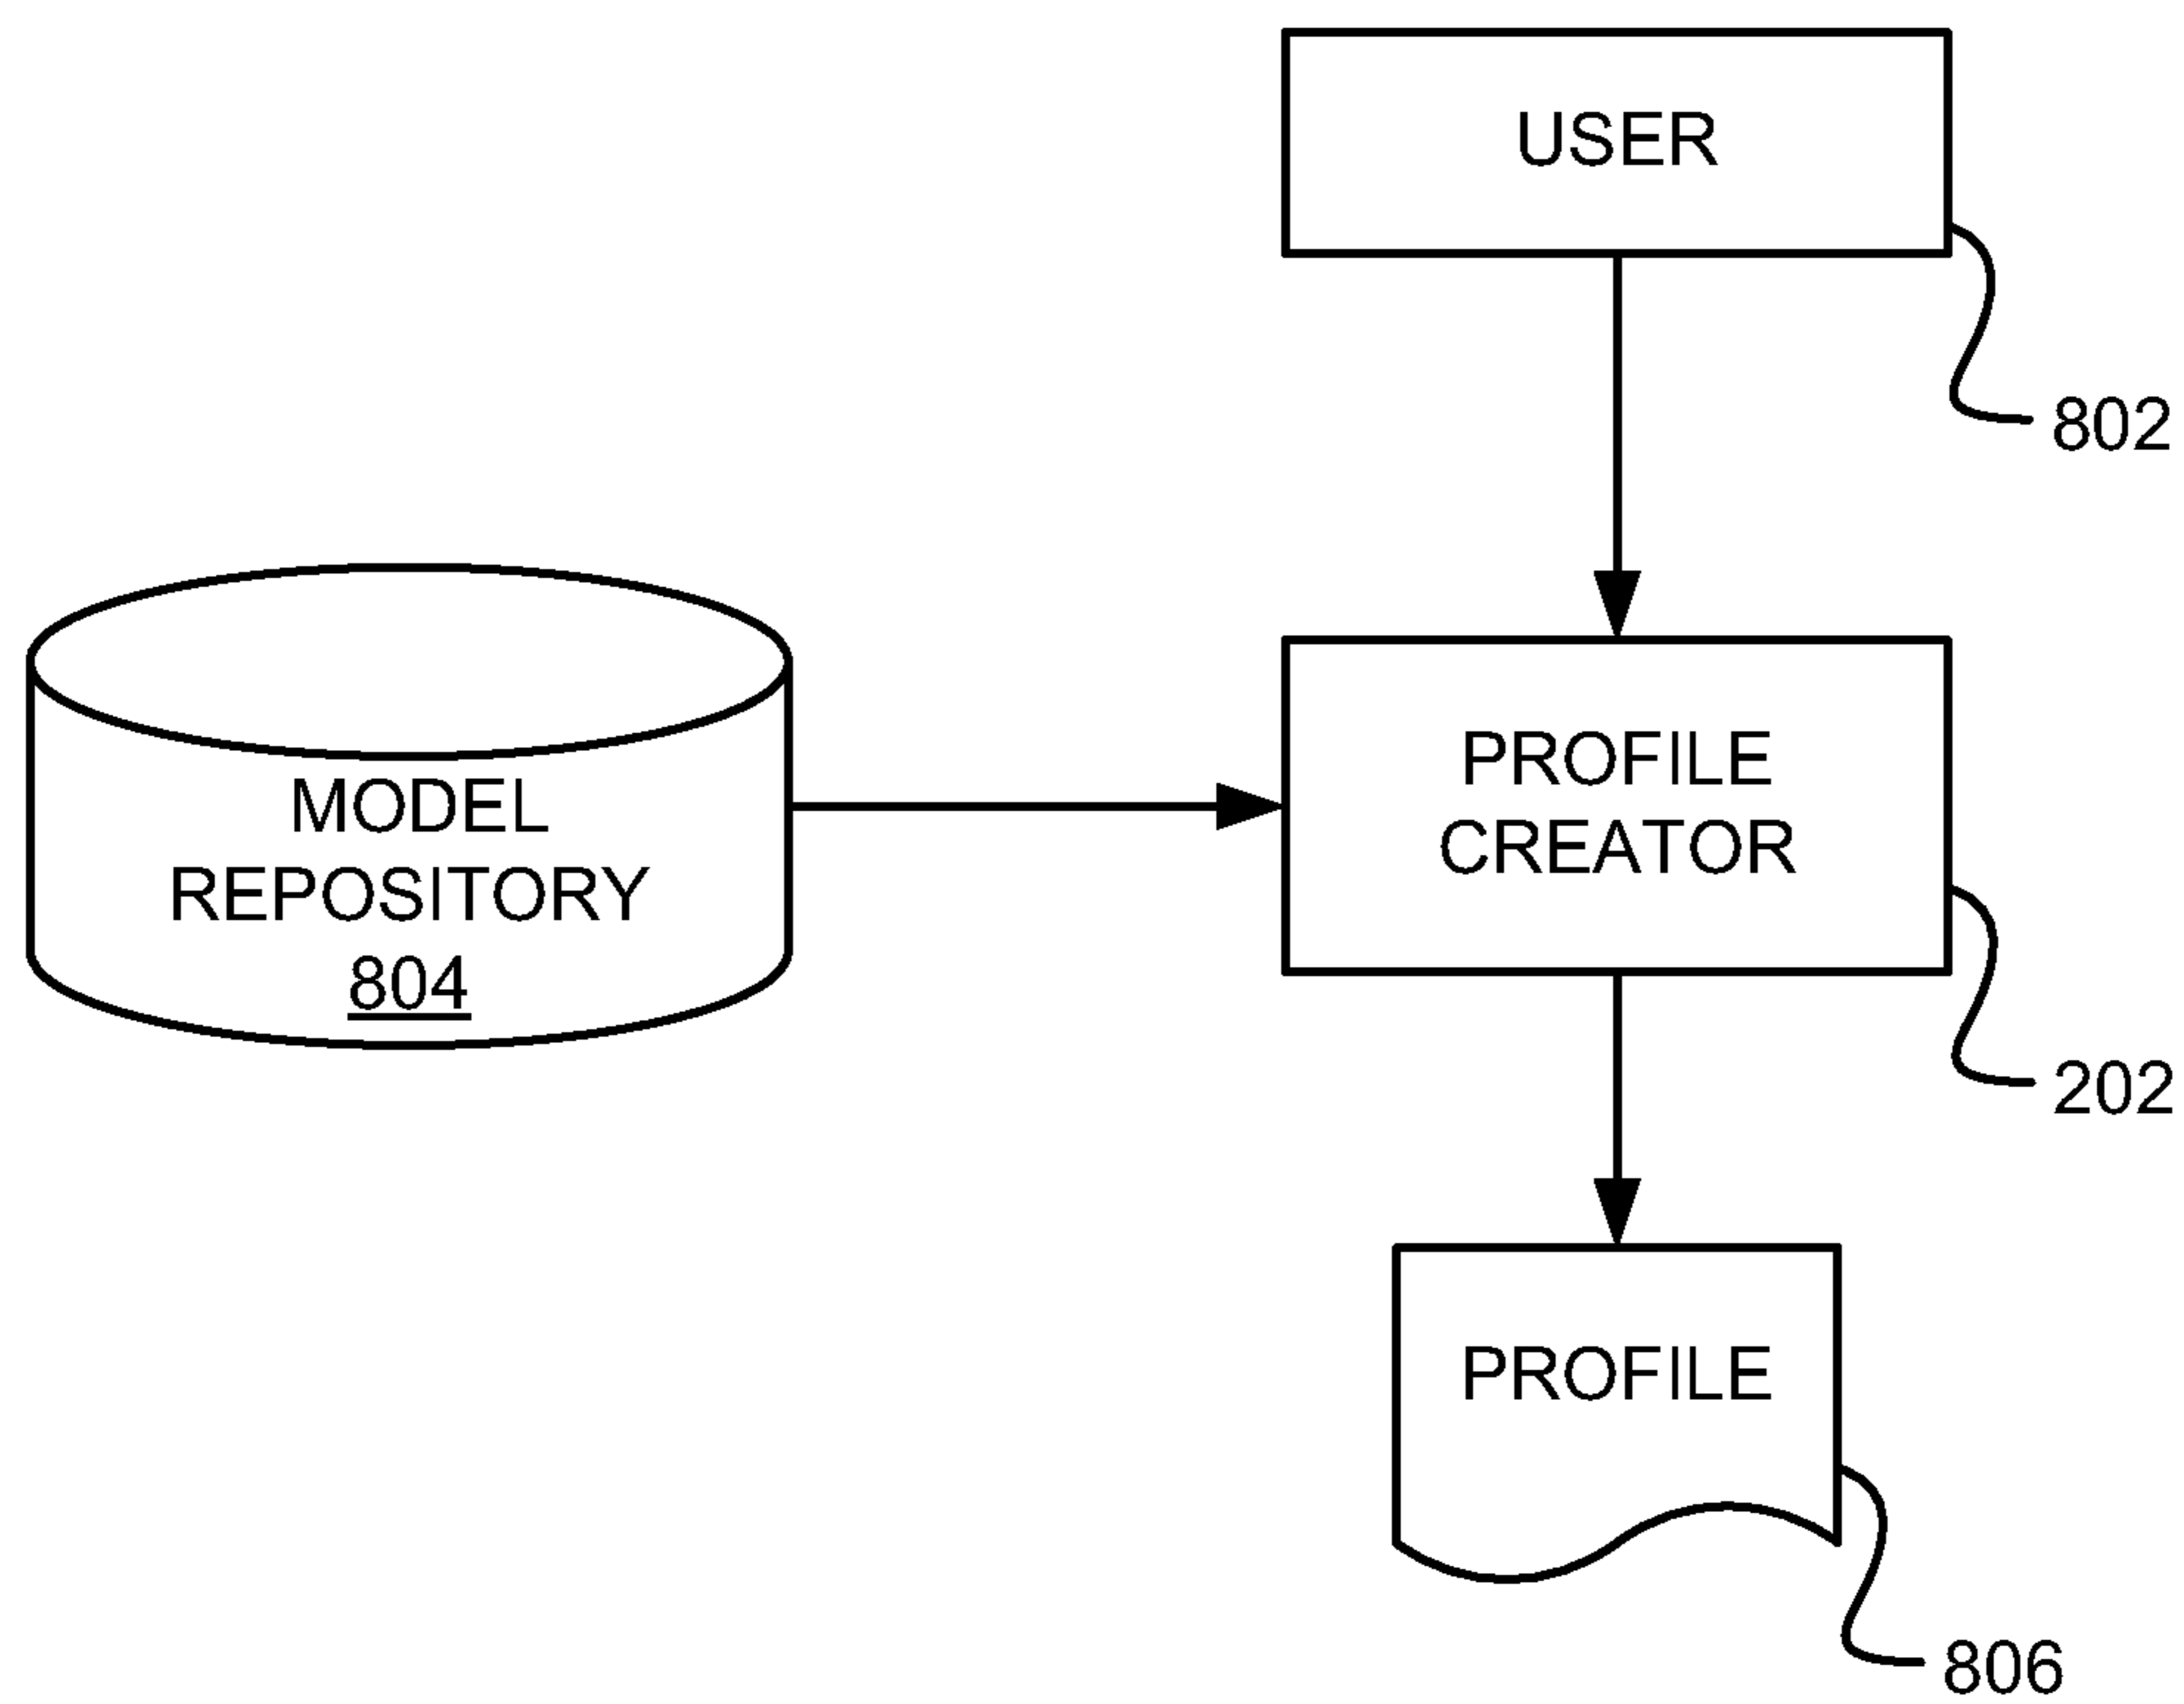 USER
802
MODEL
REPOSITORY
804
PROFILE
CREATOR
202
PROFILE
806